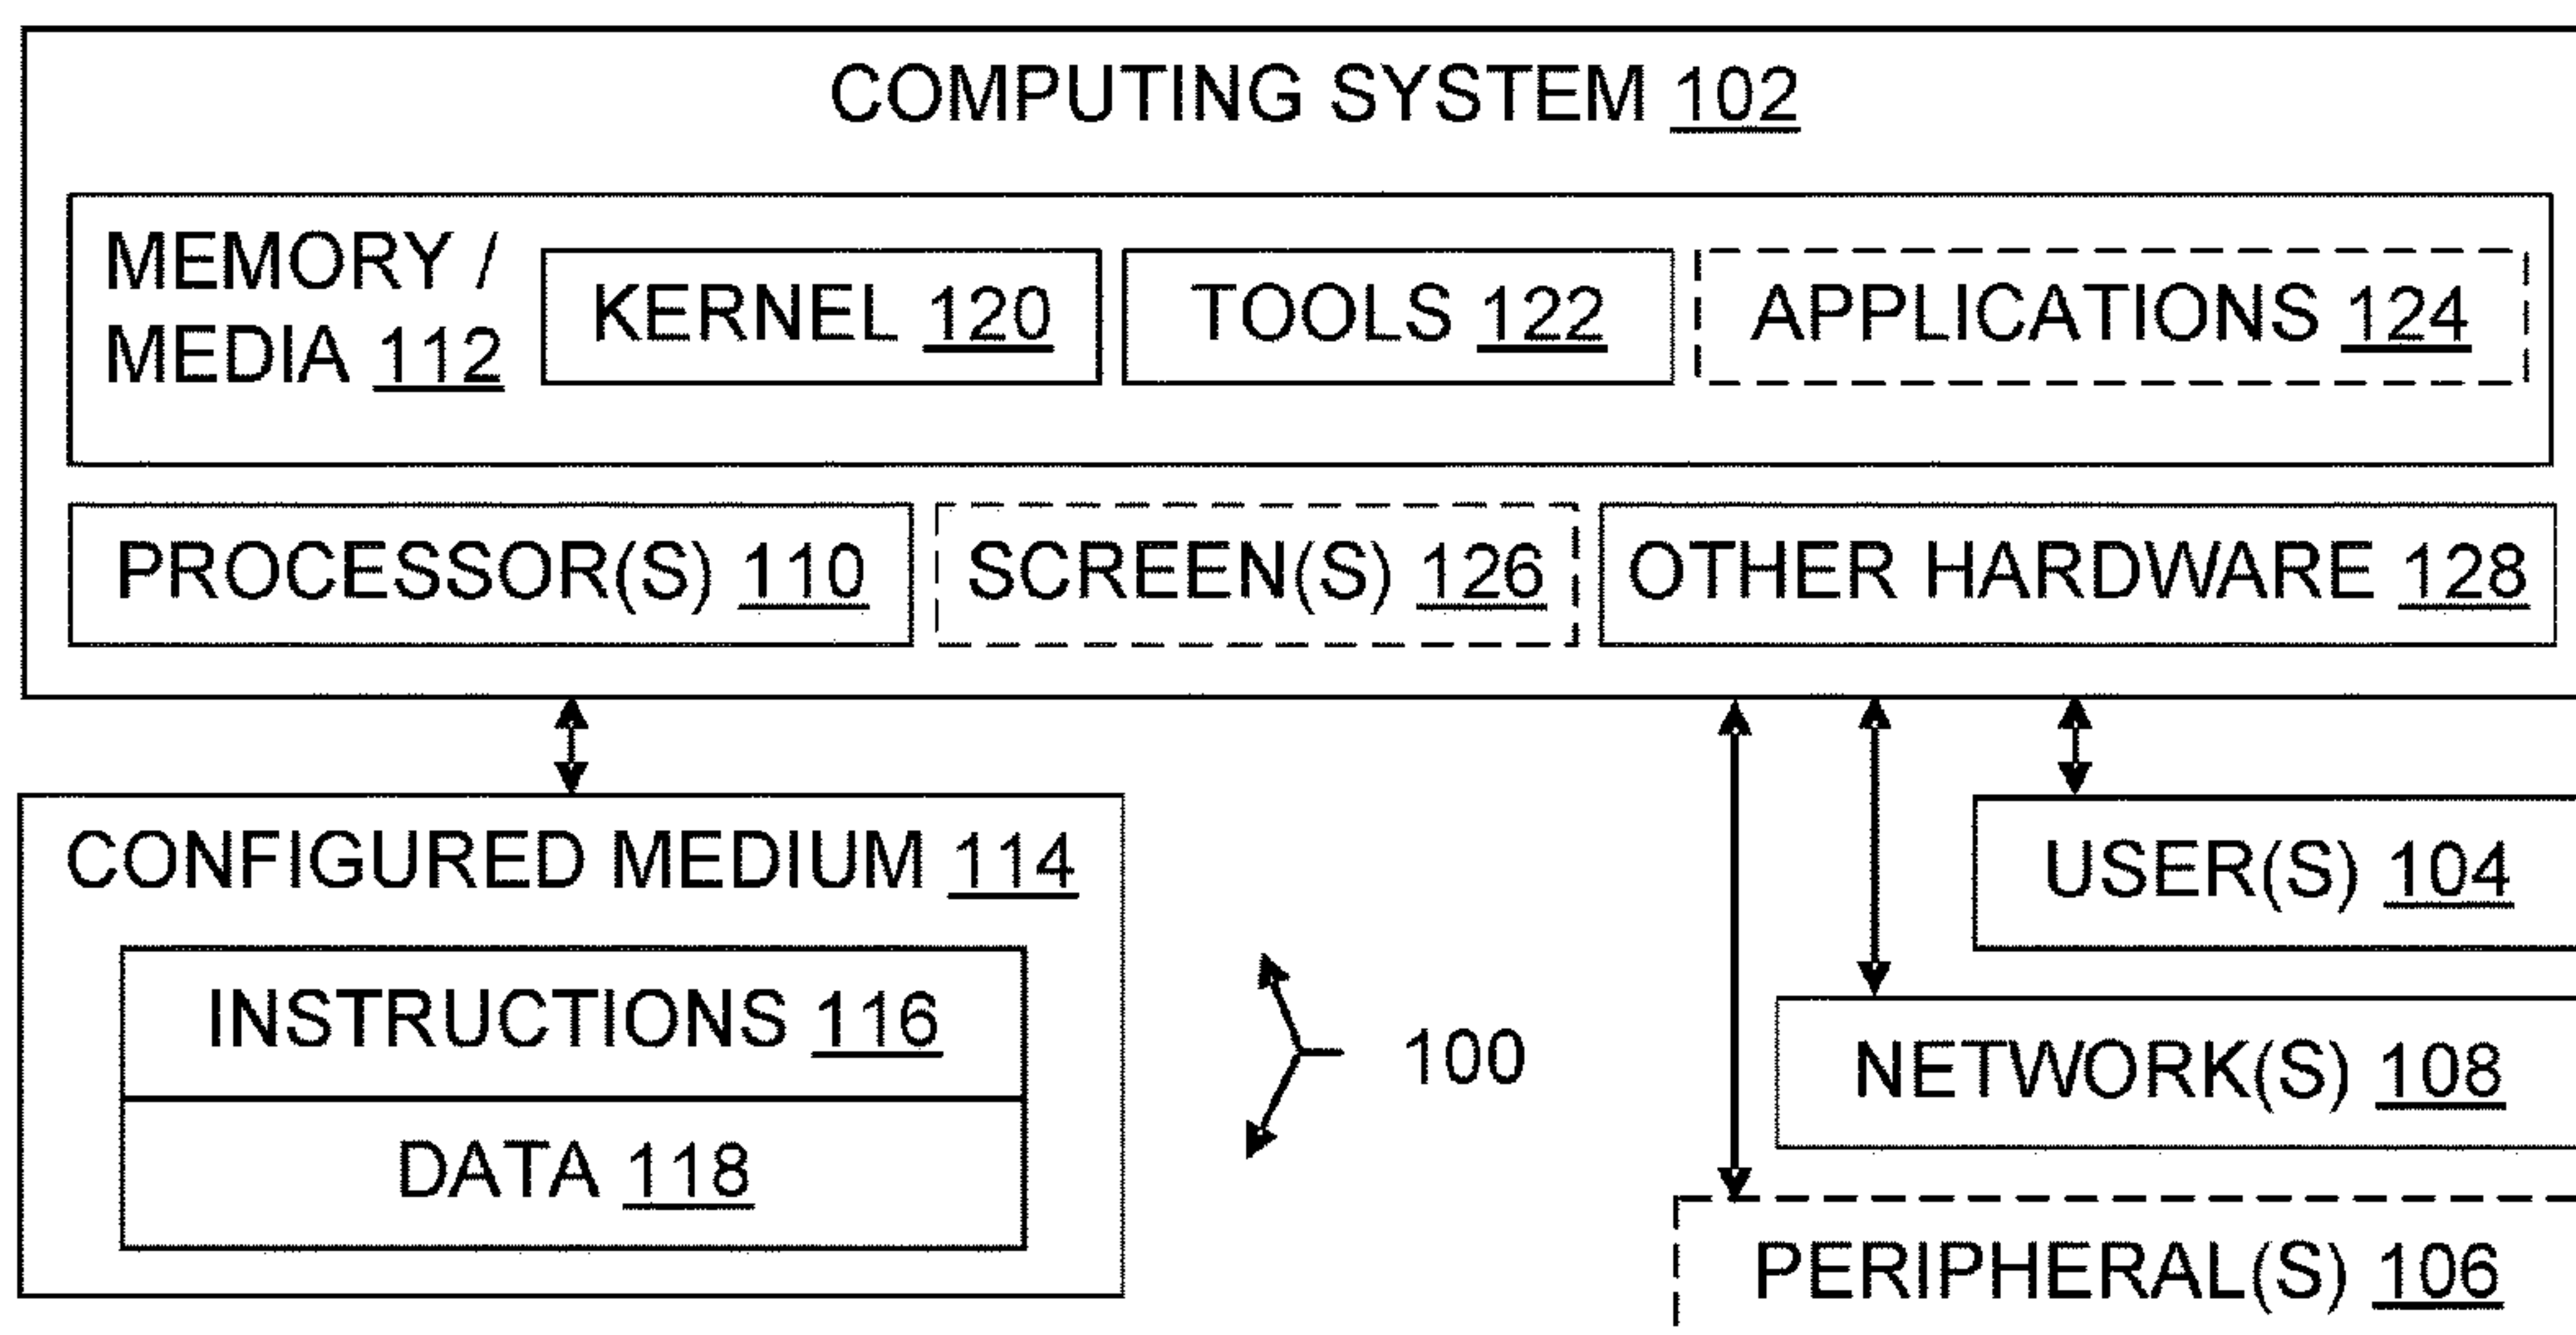 COMPUTING SYSTEM 102
MEMORY /
MEDIA 112
KERNEL 120
TOOLS 122
APPLICATIONS 124
PROCESSOR(S) 110
SCREEN(S) 126
OTHER HARDWARE 128
CONFIGURED MEDIUM 114
INSTRUCTIONS 116
DATA 118
100
USER(S) 104
NETWORK(S) 108
PERIPHERAL(S) 106